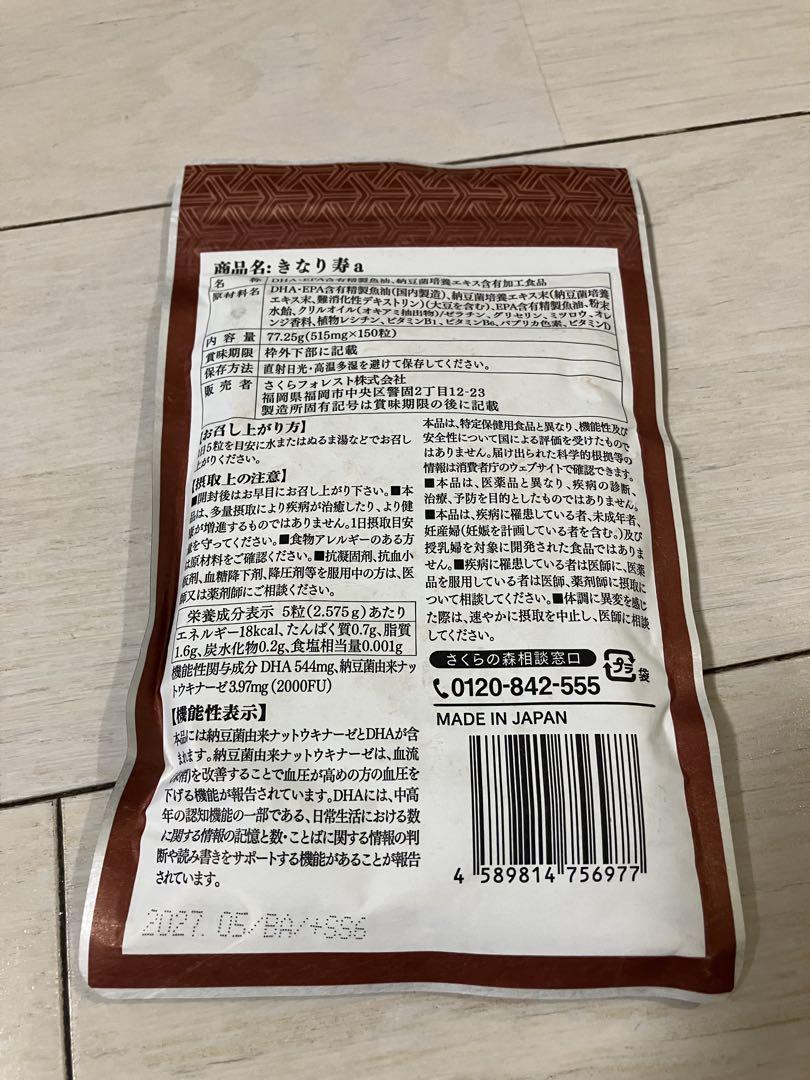 商品名:きなり寿a
名称 DHA・EPA含有精製魚油、納豆菌培養エキス含有加工食品
原材料名 DHA・EPA含有精製魚油(国内製造)、納豆菌培養エキス末(納豆菌培養
エキス末、難消化性デキストリン)(大豆を含む)、EPA含有精製魚油、粉末
水飴、クリルオイル(オキアミ抽出物)/ゼラチン、グリセリン、ミツロウ、オレ
ンジ香料、植物レシチン、ビタミンB1、ビタミンB6、パプリカ色素、ビタミンD
内容量 77.25g(515mg×150粒)
賞味期限 枠外下部に記載
保存方法 直射日光・高温多湿を避けて保存してください。
販売者 さくらフォレスト株式会社
福岡県福岡市中央区警固2丁目12-23
製造所固有記号は賞味期限の後に記載
【お召し上がり方】
1日5粒を目安に水またはぬるま湯などでお召し
上がりください。
【摂取上の注意】
■開封後はお早目にお召し上がり下さい。■本
品は、多量摂取により疾病が治癒したり、より健
康が増進するものではありません。1日摂取目安
量を守ってください。■食物アレルギーのある方
は原材料をご確認ください。■抗凝固剤、抗血小
板剤、血糖降下剤、降圧剤等を服用中の方は、医
師又は薬剤師にご相談ください。
栄養成分表示 5粒(2.575g)あたり
エネルギー18kcal、たんぱく質0.7g、脂質
1.6g、炭水化物0.2g、食塩相当量0.001g
機能性関与成分 DHA 544mg、納豆菌由来ナッ
トウキナーゼ3.97mg(2000FU)
【機能性表示】
本品には納豆菌由来ナットウキナーゼとDHAが含
まれます。納豆菌由来ナットウキナーゼは、血流
(末梢)を改善することで血圧が高めの方の血圧を
下げる機能が報告されています。DHAには、中高
年の認知機能の一部である、日常生活における数
に関する情報の記憶と数・ことばに関する情報の判
断や読み書きをサポートする機能があることが報告
されています。
本品は、特定保健用食品と異なり、機能性及び
安全性について国による評価を受けたもので
はありません。届け出られた科学的根拠等の
情報は消費者庁のウェブサイトで確認できます。
■本品は、医薬品と異なり、疾病の診断、
治療、予防を目的としたものではありません。
■本品は、疾病に罹患している者、未成年者、
妊産婦(妊娠を計画している者を含む。)及び
授乳婦を対象に開発された食品ではありま
せん。■疾病に罹患している者は医師に、医薬
品を服用している者は医師、薬剤師に摂取に
ついて相談してください。■体調に異変を感じ
た際は、速やかに摂取を中止し、医師に相談
してください。
さくらの森相談窓口
0120-842-555
プラ 袋
MADE IN JAPAN
4 589814 756977
2027.05/BA/+SS6